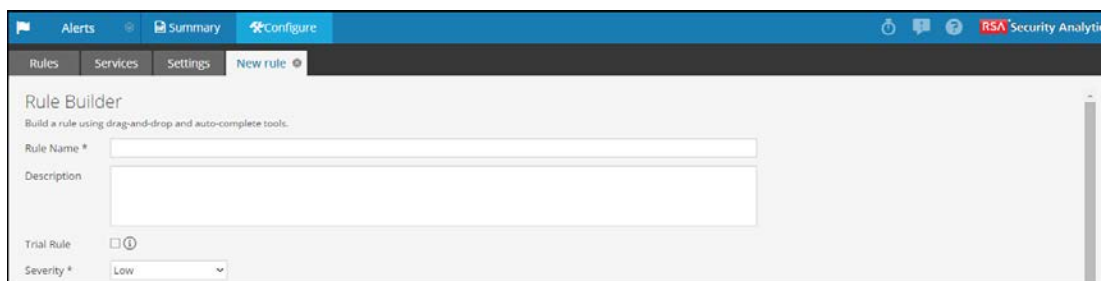 Alerts Summary Configure RSA Security Analyti
Rules Services Settings New rule
Rule Builder
Build a rule using drag-and-drop and auto-complete tools.
Rule Name *
Description
Trial Rule
Severity * Low